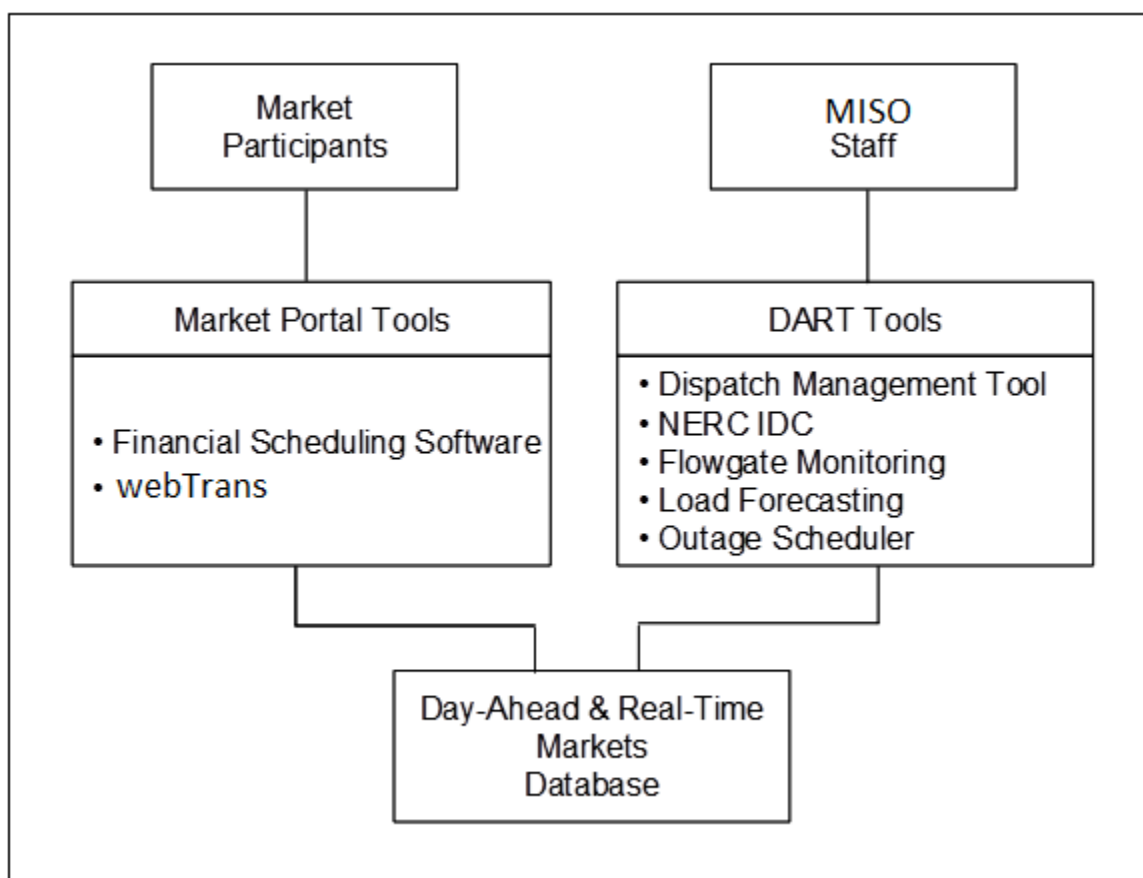 Market
Participants
MISO
Staff
Market Portal Tools
• Financial Scheduling Software
• webTrans
DART Tools
• Dispatch Management Tool
• NERC IDC
• Flowgate Monitoring
• Load Forecasting
• Outage Scheduler
Day-Ahead & Real-Time
Markets
Database